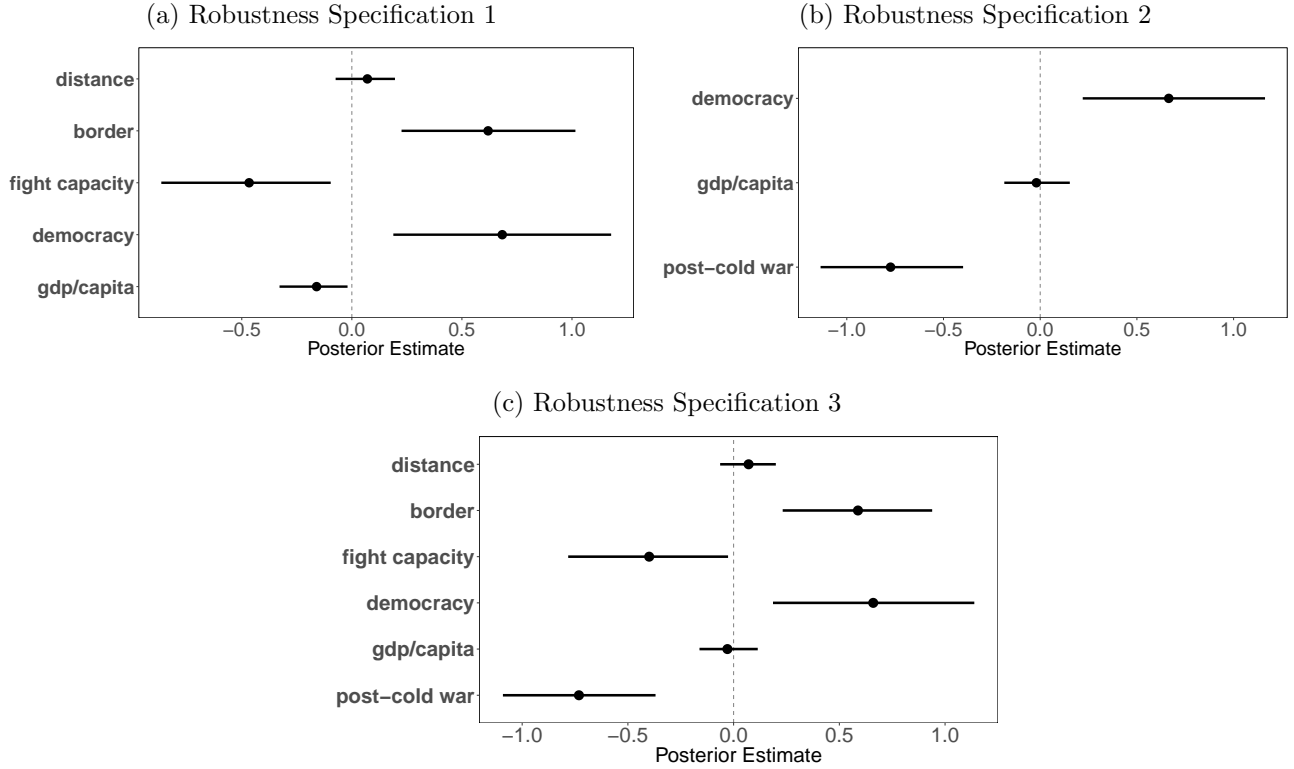 (a) Robustness Specification 1
distance
border
fight capacity
democracy
gdp/capita
−0.5 0.0 0.5 1.0
Posterior Estimate
(b) Robustness Specification 2
democracy
gdp/capita
post−cold war
−1.0 −0.5 0.0 0.5 1.0
Posterior Estimate
(c) Robustness Specification 3
distance
border
fight capacity
democracy
gdp/capita
post−cold war
−1.0 −0.5 0.0 0.5 1.0
Posterior Estimate